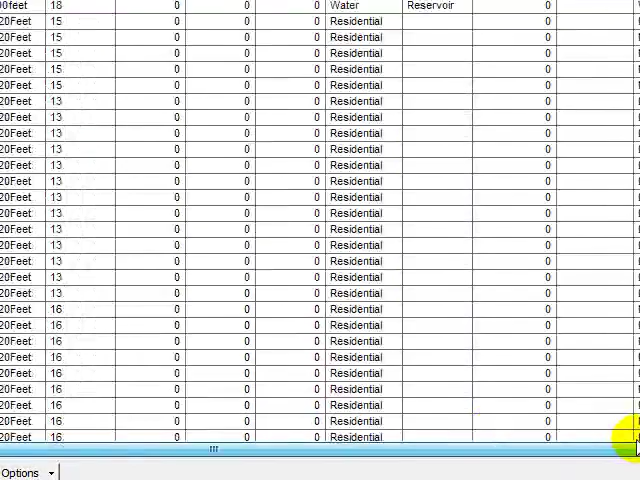 00feet 18 0 0 0 Water Reservoir 0
20Feet 15 0 0 0 Residential 0
20Feet 15 0 0 0 Residential 0
20Feet 15 0 0 0 Residential 0
20Feet 15 0 0 0 Residential 0
20Feet 15 0 0 0 Residential 0
20Feet 13 0 0 0 Residential 0
20Feet 13 0 0 0 Residential 0
20Feet 13 0 0 0 Residential 0
20Feet 13 0 0 0 Residential 0
20Feet 13 0 0 0 Residential 0
20Feet 13 0 0 0 Residential 0
20Feet 13 0 0 0 Residential 0
20Feet 13 0 0 0 Residential 0
20Feet 13 0 0 0 Residential 0
20Feet 13 0 0 0 Residential 0
20Feet 13 0 0 0 Residential 0
20Feet 13 0 0 0 Residential 0
20Feet 13 0 0 0 Residential 0
20Feet 16 0 0 0 Residential 0
20Feet 16 0 0 0 Residential 0
20Feet 16 0 0 0 Residential 0
20Feet 16 0 0 0 Residential 0
20Feet 16 0 0 0 Residential 0
20Feet 16 0 0 0 Residential 0
20Feet 16 0 0 0 Residential 0
20Feet 16 0 0 0 Residential 0
20Feet 16 0 0 0 Residential 0
Options